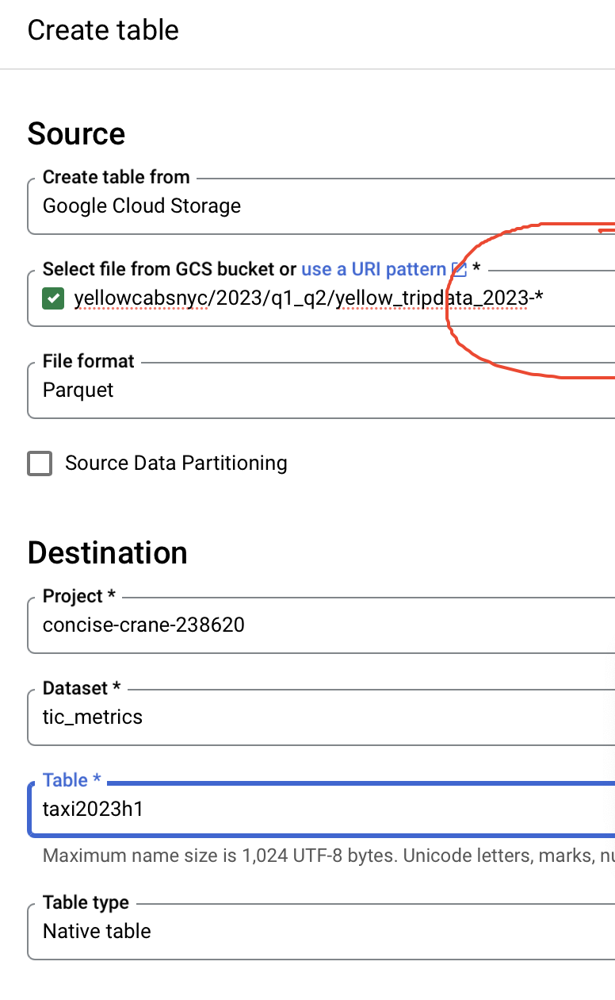 Create table
Source
Create table from
Google Cloud Storage
Select file from GCS bucket or use a URI pattern *
yellowcabsnyc/2023/q1_q2/yellow_tripdata_2023-*
File format
Parquet
Source Data Partitioning
Destination
Project *
concise-crane-238620
Dataset *
tic_metrics
Table *
taxi2023h1
Maximum name size is 1,024 UTF-8 bytes. Unicode letters, marks,
Table type
Native table